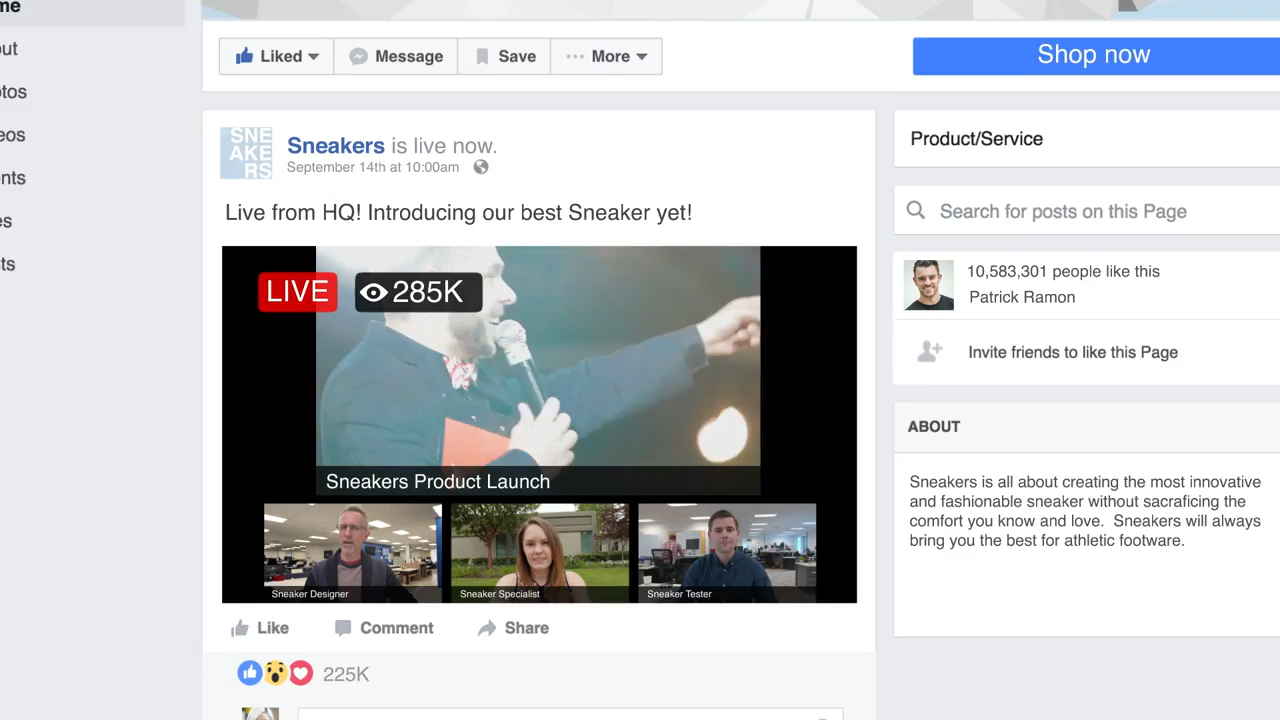 me
out
otos
eos
ents
es
sts
Liked
Message
Save
More
Shop now
SNE
AKE
RS
Sneakers is live now.
September 14th at 10:00am
Live from HQ! Introducing our best Sneaker yet!
LIVE
285K
Sneakers Product Launch
Sneaker Designer
Sneaker Specialist
Sneaker Tester
Like
Comment
Share
225K
Product/Service
Search for posts on this Page
10,583,301 people like this
Patrick Ramon
Invite friends to like this Page
ABOUT
Sneakers is all about creating the most innovative
and fashionable sneaker without sacraficing the
comfort you know and love. Sneakers will always
bring you the best for athletic footware.